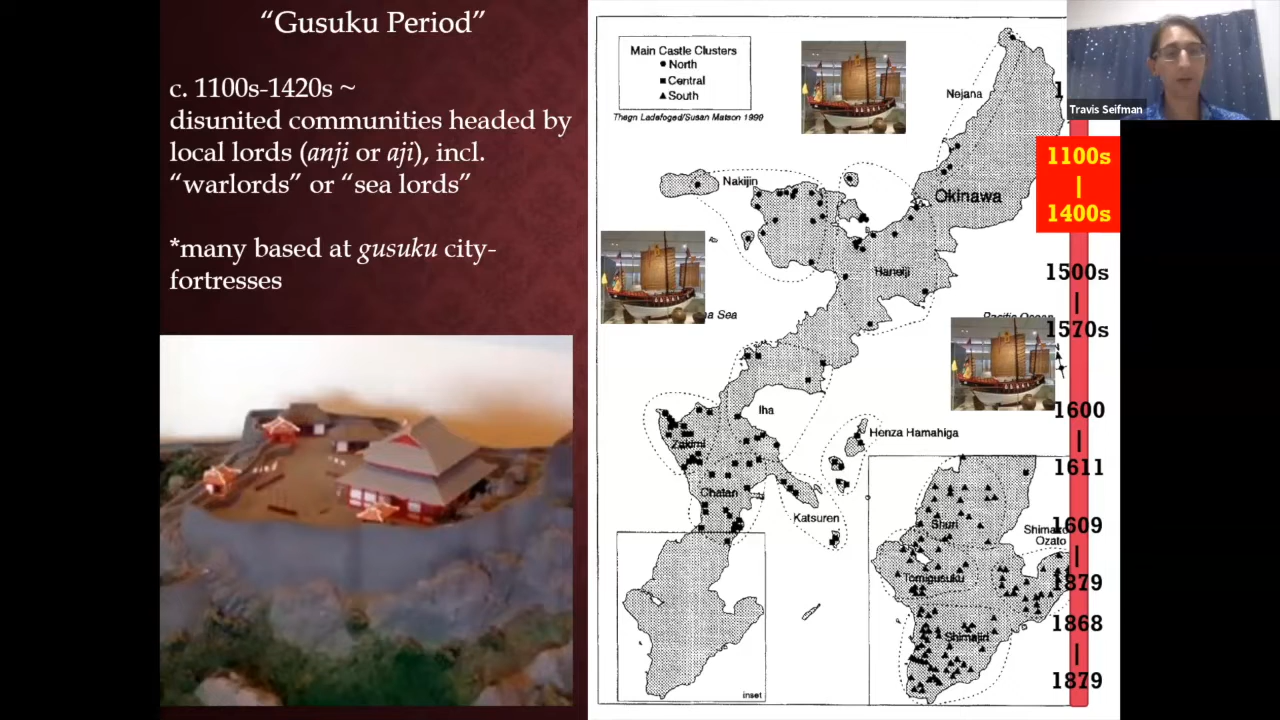 “Gusuku Period”
c. 1100s-1420s ~
disunited communities headed by
local lords (anji or aji), incl.
“warlords” or “sea lords”
*many based at gusuku city-
fortresses
Main Castle Clusters
North
Central
South
Thegn Ladefoged/Susan Matson 1999
Nejana
Nakijin
Okinawa
Haneiji
na Sea
Pacific Ocean
Iha
Zakimi
Henza Hamahiga
Chatan
Katsuren
Shuri
Ozato
Tomigusuku
Shimajiri
inset
Travis Seifman
1
1100s
1400s
1500s
1570s
1600
1611
1609
1879
1868
1879